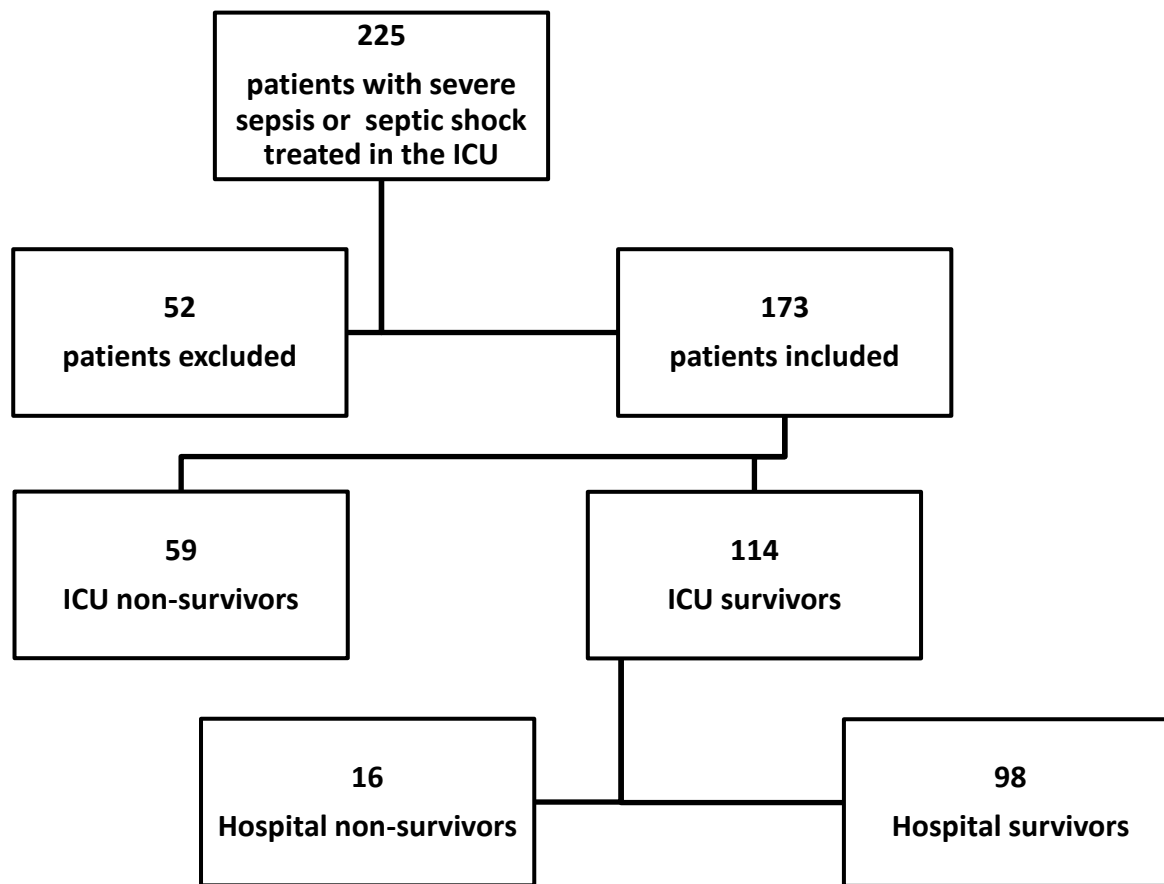 225
patients with severe
sepsis or  septic shock
treated in the ICU
52
patients excluded
173
patients included
59
ICU non-survivors
114
ICU survivors
16
Hospital non-survivors
98
Hospital survivors